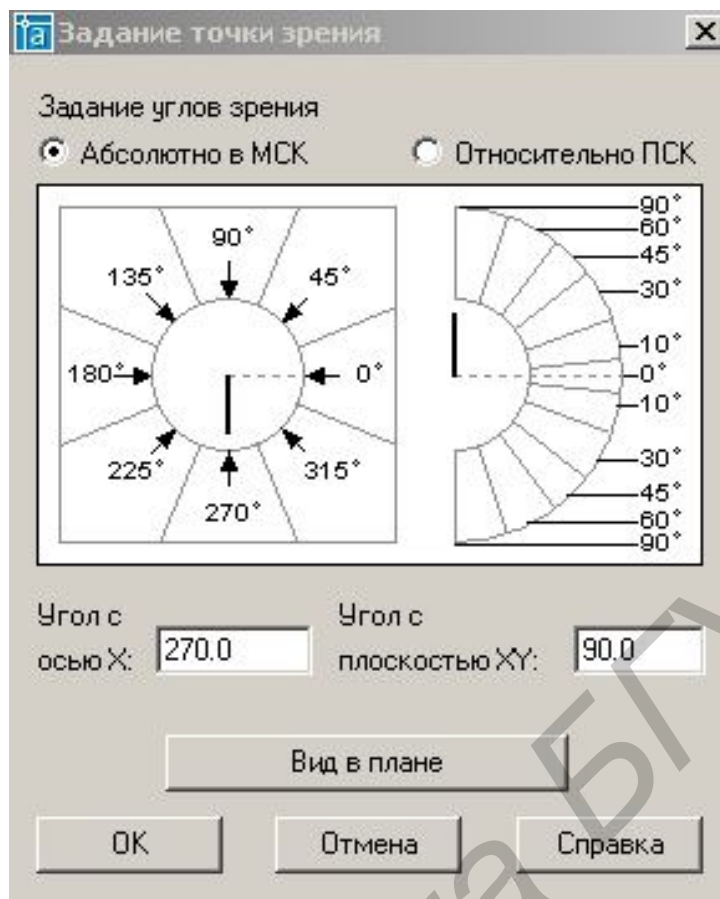 Задание точки зрения
Задание углов зрения
Абсолютно в МСК Относительно ПСК
90° 90°
60°
135° 45° 45°
30°
10°
180° 0° 0°
10°
225° 315° 30°
45°
270° 60°
90°
Угол с осью X: 270.0 Угол с плоскостью XY: 90.0
Вид в плане
OK Отмена Справка